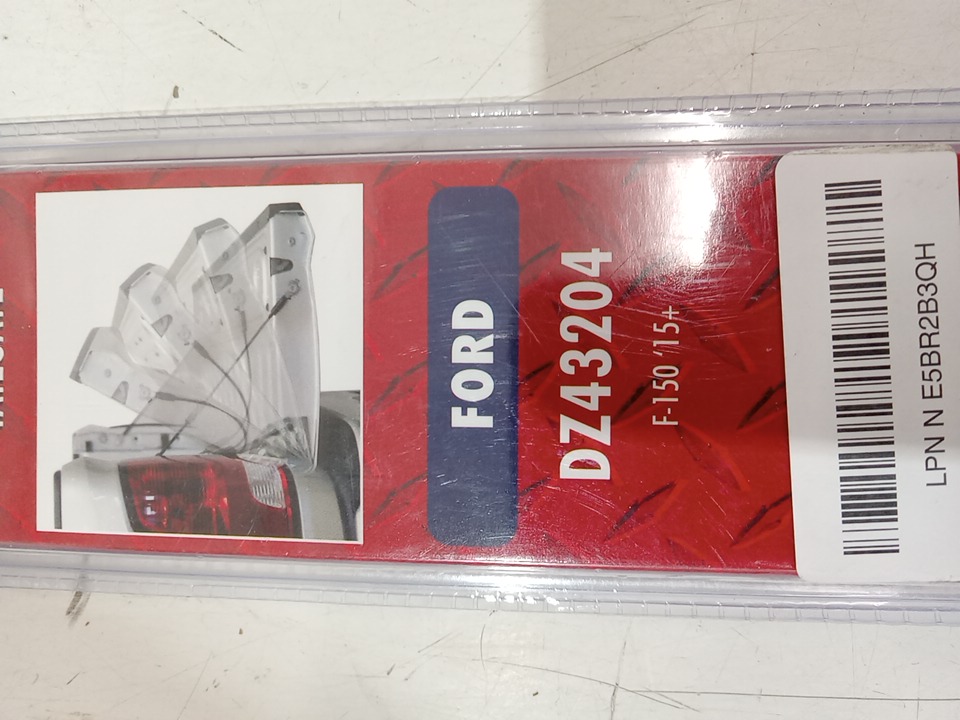 FORD
DZ43204
F-150 '15+
LPN N E5BR2B3QH